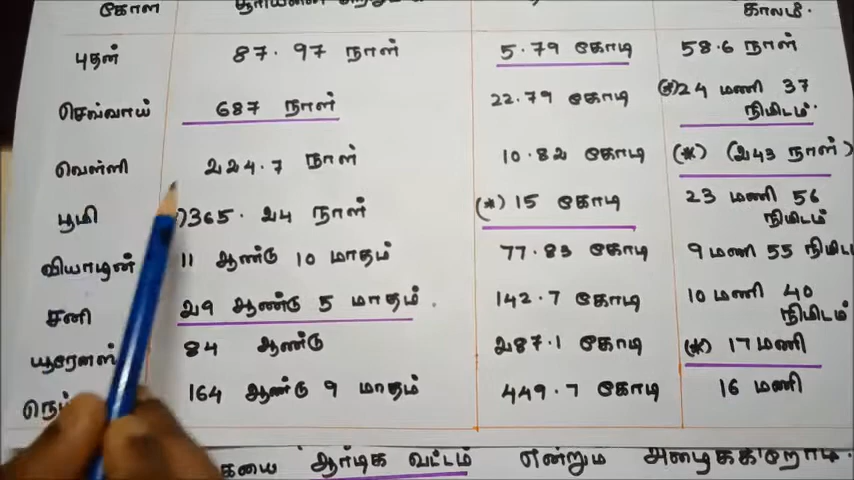 கோள
காலம்.
புதன் 87.97 நாள் 5.79 கோடி 58.6 நாள்
செவ்வாய் 687 நாள் 22.79 கோடி (*)24 மணி 37
நிமிடம்.
வெள்ளி 224.7 நாள் 10.82 கோடி (*) (243 நாள்)
பூமி )365.24 நாள் (*) 15 கோடி 23 மணி 56
நிமிடம்
வியாழன் 11 ஆண்டு 10 மாதம் 77.83 கோடி 9 மணி 55 நிமிட
சனி 29 ஆண்டு 5 மாதம் 142.7 கோடி 10 மணி 40
நிமிடம்
யூரேனஸ் 84 ஆண்டு 287.1 கோடி (*) 17 மணி
164 ஆண்டு 9 மாதம் 449.7 கோடி 16 மணி
ஆர்டிக வட்டம் என்றும்